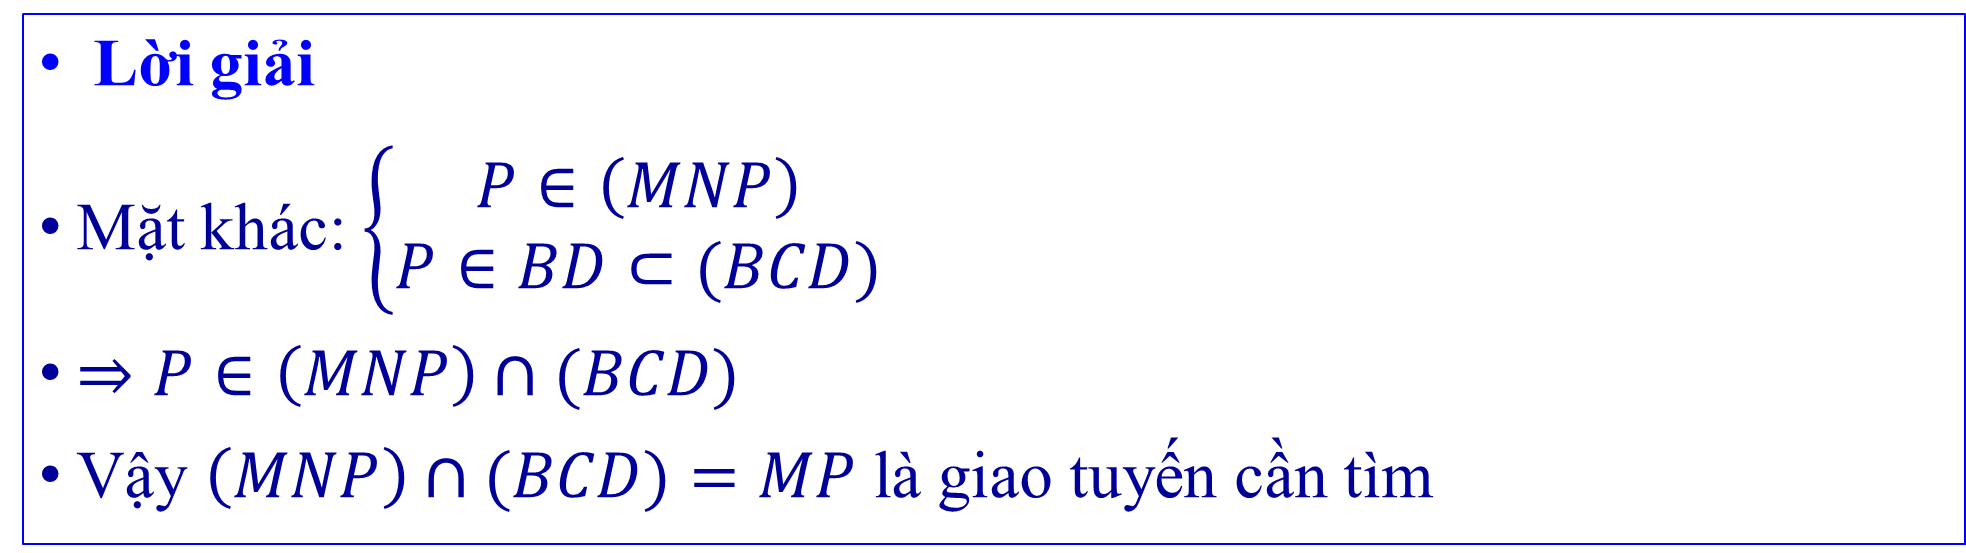 • Lời giải
• Mặt khác: { P ∈ (MNP)
P ∈ BD ⊂ (BCD)
• ⇒ P ∈ (MNP) ∩ (BCD)
• Vậy (MNP) ∩ (BCD) = MP là giao tuyến cần tìm